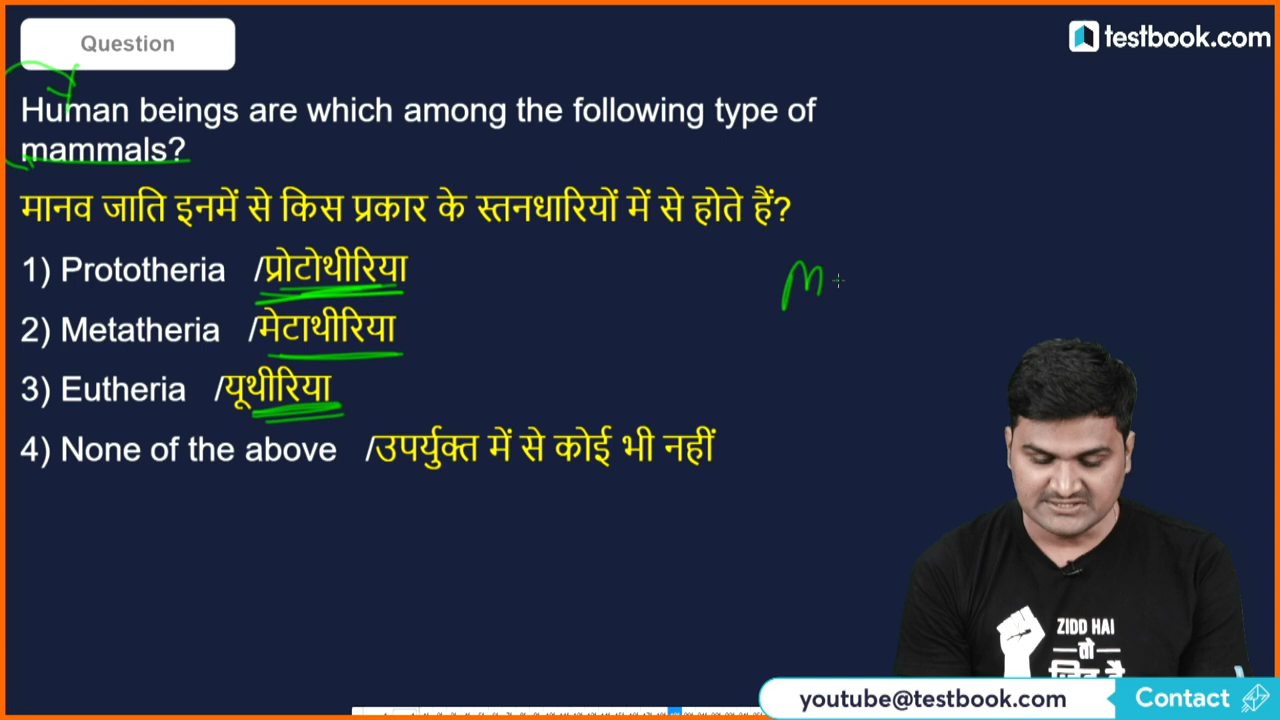 Question
testbook.com
Human beings are which among the following type of
mammals?
मानव जाति इनमें से किस प्रकार के स्तनधारियों में से होते हैं?
1) Prototheria /प्रोटोथीरिया
2) Metatheria /मेटाथीरिया
3) Eutheria /यूथीरिया
4) None of the above /उपर्युक्त में से कोई भी नहीं
M
ZIDD HAI
तो
youtube@testbook.com
Contact